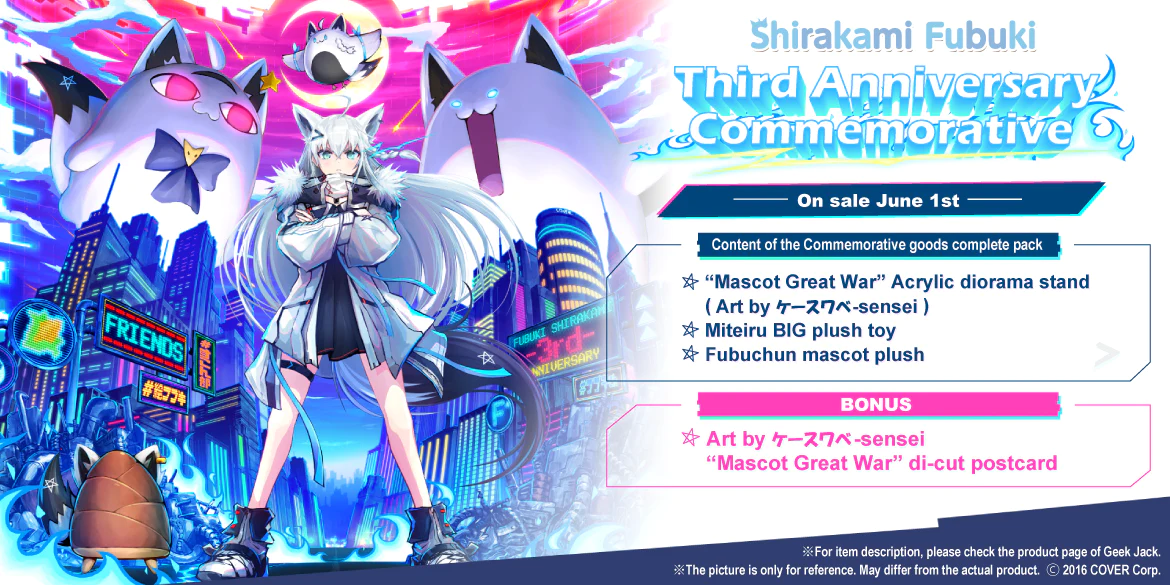 Shirakami Fubuki
Third Anniversary
Commemorative
On sale June 1st
Content of the Commemorative goods complete pack
☆ “Mascot Great War” Acrylic diorama stand
( Art by ケースワベ-sensei )
☆ Miteiru BIG plush toy
☆ Fubuchun mascot plush
BONUS
☆ Art by ケースワベ-sensei
“Mascot Great War” di-cut postcard
FRIENDS
#絵フブキ
FUBUKI SHIRAKAMI
-3rd-
ANNIVERSARY
F
※For item description, please check the product page of Geek Jack.
※The picture is only for reference. May differ from the actual product. © 2016 COVER Corp.